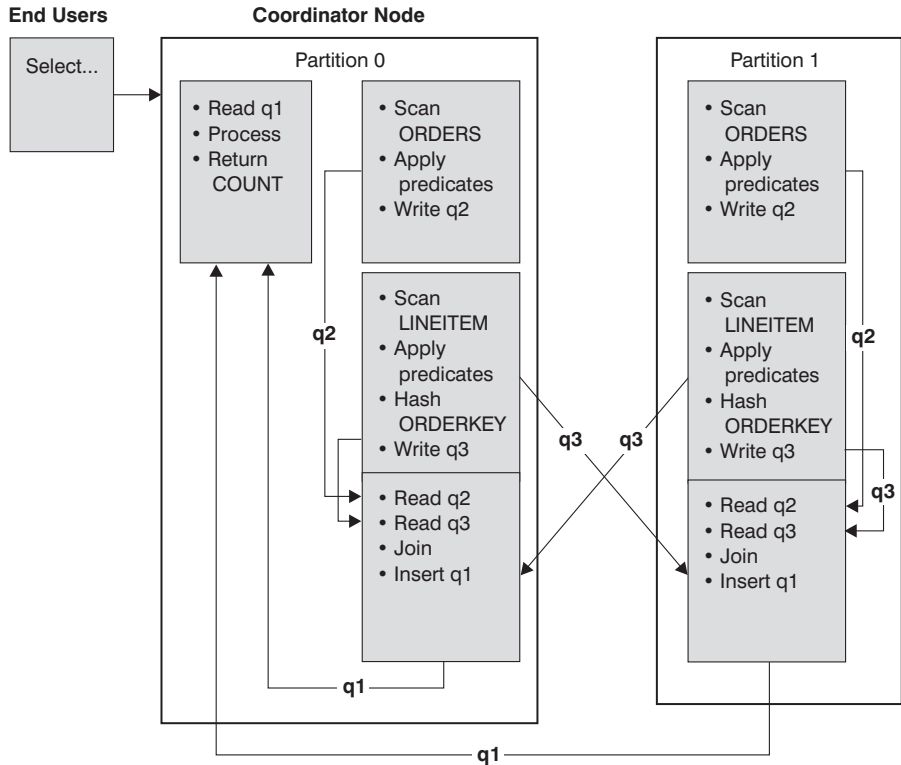 End Users
Coordinator Node
Select...
Partition 0
• Read q1
• Process
• Return
COUNT
• Scan
ORDERS
• Apply
predicates
• Write q2
q2
• Scan
LINEITEM
• Apply
predicates
• Hash
ORDERKEY
• Write q3
• Read q2
• Read q3
• Join
• Insert q1
q1
q3
q3
Partition 1
• Scan
ORDERS
• Apply
predicates
• Write q2
q2
• Scan
LINEITEM
• Apply
predicates
• Hash
ORDERKEY
• Write q3
q3
• Read q2
• Read q3
• Join
• Insert q1
q1